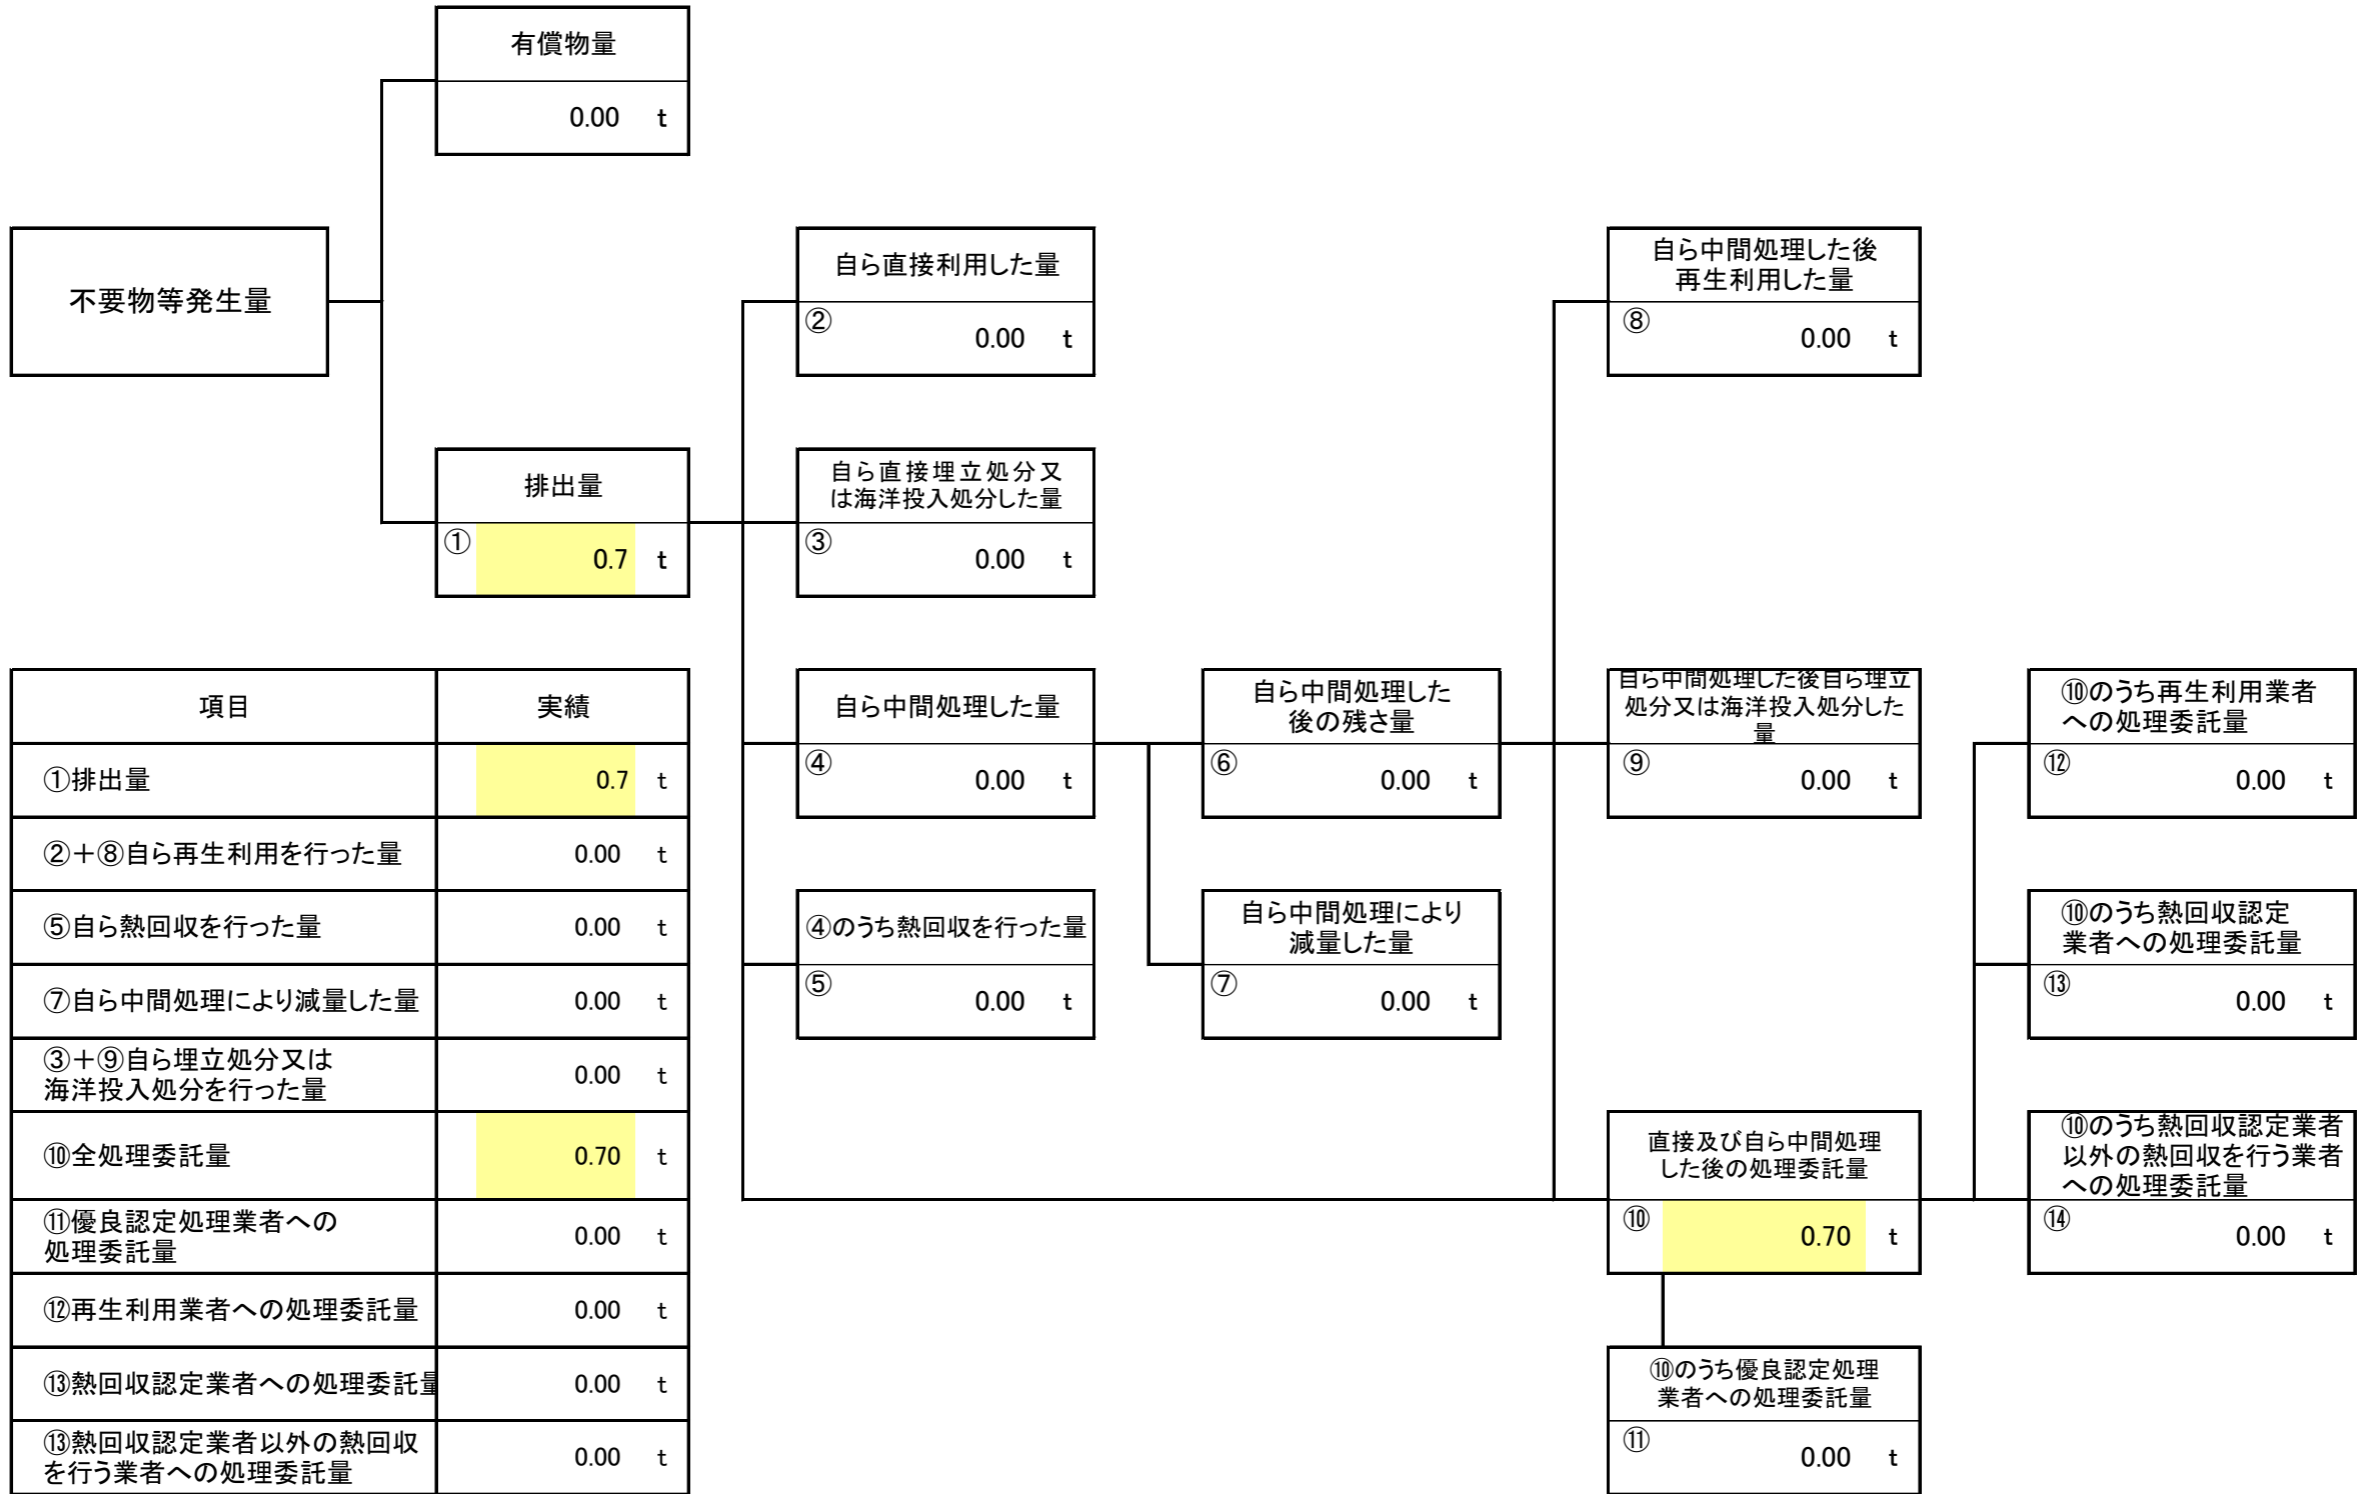 有償物量
0.00 t
不要物等発生量
自ら直接利用した量
② 0.00 t
自ら中間処理した後
再生利用した量
⑧ 0.00 t
排出量
① 0.7 t
自ら直接埋立処分又
は海洋投入処分した量
③ 0.00 t
自ら中間処理した量
④ 0.00 t
自ら中間処理した
後の残さ量
⑥ 0.00 t
自ら中間処理した後自ら埋立
処分又は海洋投入処分した
量
⑨ 0.00 t
⑩のうち再生利用業者
への処理委託量
⑫ 0.00 t
④のうち熱回収を行った量
⑤ 0.00 t
自ら中間処理により
減量した量
⑦ 0.00 t
⑩のうち熱回収認定
業者への処理委託量
⑬ 0.00 t
直接及び自ら中間処理
した後の処理委託量
⑩ 0.70 t
⑩のうち熱回収認定業者
以外の熱回収を行う業者
への処理委託量
⑭ 0.00 t
⑩のうち優良認定処理
業者への処理委託量
⑪ 0.00 t
項目 実績
①排出量 0.7 t
②＋⑧自ら再生利用を行った量 0.00 t
⑤自ら熱回収を行った量 0.00 t
⑦自ら中間処理により減量した量 0.00 t
③＋⑨自ら埋立処分又は
海洋投入処分を行った量 0.00 t
⑩全処理委託量 0.70 t
⑪優良認定処理業者への
処理委託量 0.00 t
⑫再生利用業者への処理委託量 0.00 t
⑬熱回収認定業者への処理委託量 0.00 t
⑬熱回収認定業者以外の熱回収
を行う業者への処理委託量 0.00 t